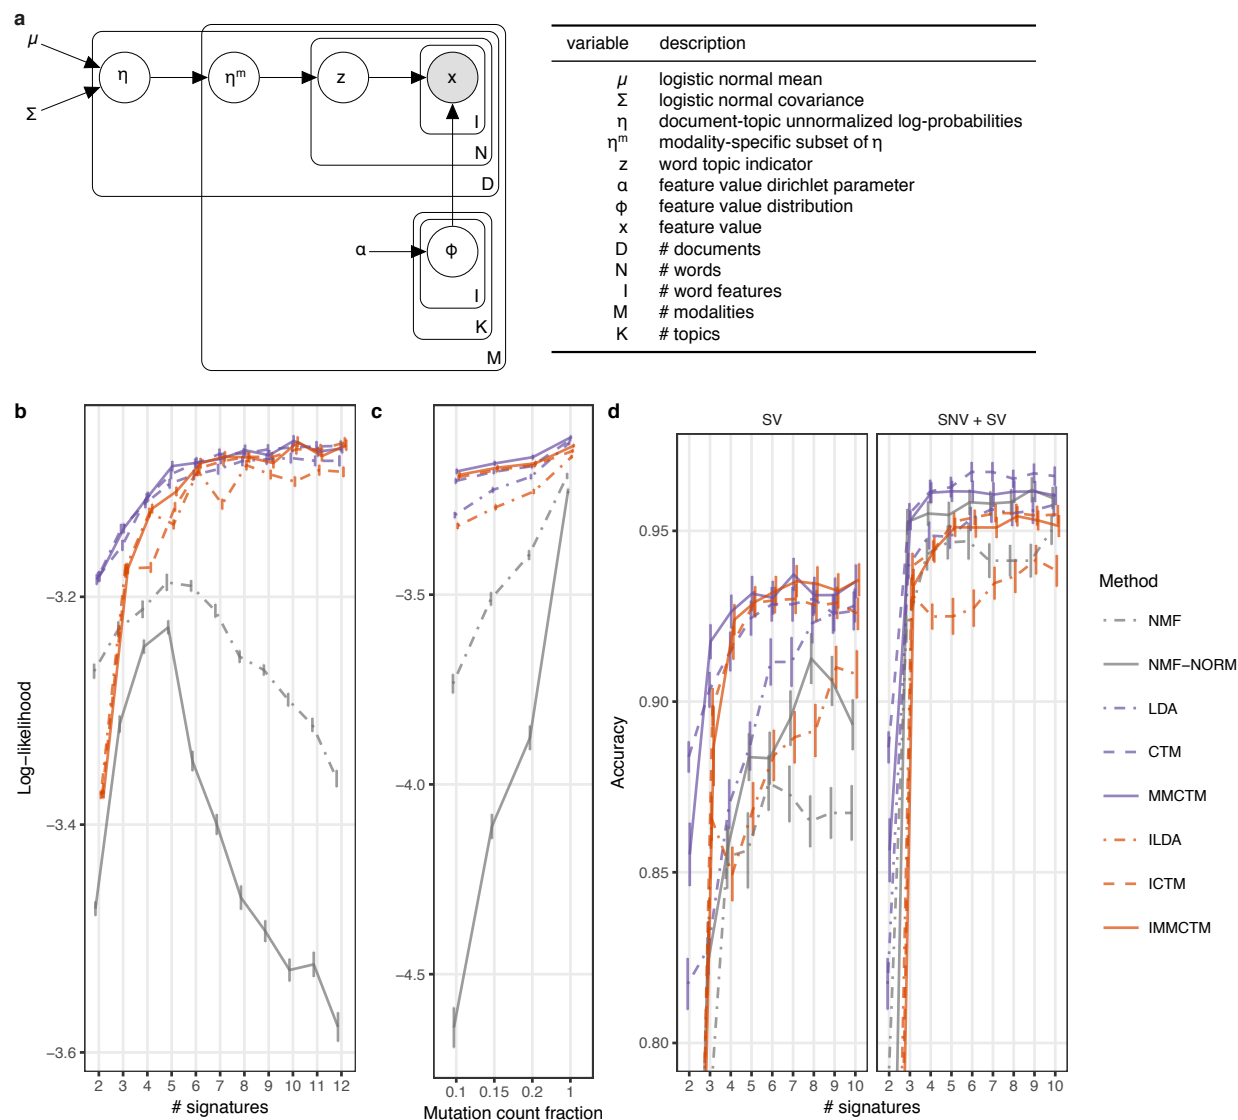 a
μ
Σ
η
ηᵐ
z
x
I
N
D
α
ϕ
I
K
M
variable description
μ logistic normal mean
Σ logistic normal covariance
η document-topic unnormalized log-probabilities
ηᵐ modality-specific subset of η
z word topic indicator
α feature value dirichlet parameter
ϕ feature value distribution
x feature value
D # documents
N # words
I # word features
M # modalities
K # topics
b
Log−likelihood
−3.2
−3.4
−3.6
2 3 4 5 6 7 8 9 10 11 12
# signatures
c
−3.5
−4.0
−4.5
0.1 0.15 0.2 1
Mutation count fraction
d
SV
SNV + SV
Accuracy
0.95
0.90
0.85
0.80
2 3 4 5 6 7 8 9 10
2 3 4 5 6 7 8 9 10
# signatures
Method
NMF
NMF−NORM
LDA
CTM
MMCTM
ILDA
ICTM
IMMCTM